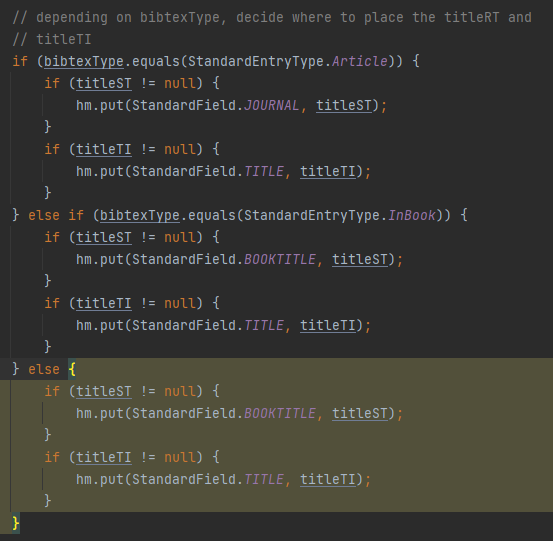 // depending on bibtexType, decide where to place the titleRT and
// titleTI
if (bibtexType.equals(StandardEntryType.Article)) {
    if (titleST != null) {
        hm.put(StandardField.JOURNAL, titleST);
    }
    if (titleTI != null) {
        hm.put(StandardField.TITLE, titleTI);
    }
} else if (bibtexType.equals(StandardEntryType.InBook)) {
    if (titleST != null) {
        hm.put(StandardField.BOOKTITLE, titleST);
    }
    if (titleTI != null) {
        hm.put(StandardField.TITLE, titleTI);
    }
} else {
    if (titleST != null) {
        hm.put(StandardField.BOOKTITLE, titleST);
    }
    if (titleTI != null) {
        hm.put(StandardField.TITLE, titleTI);
    }
}